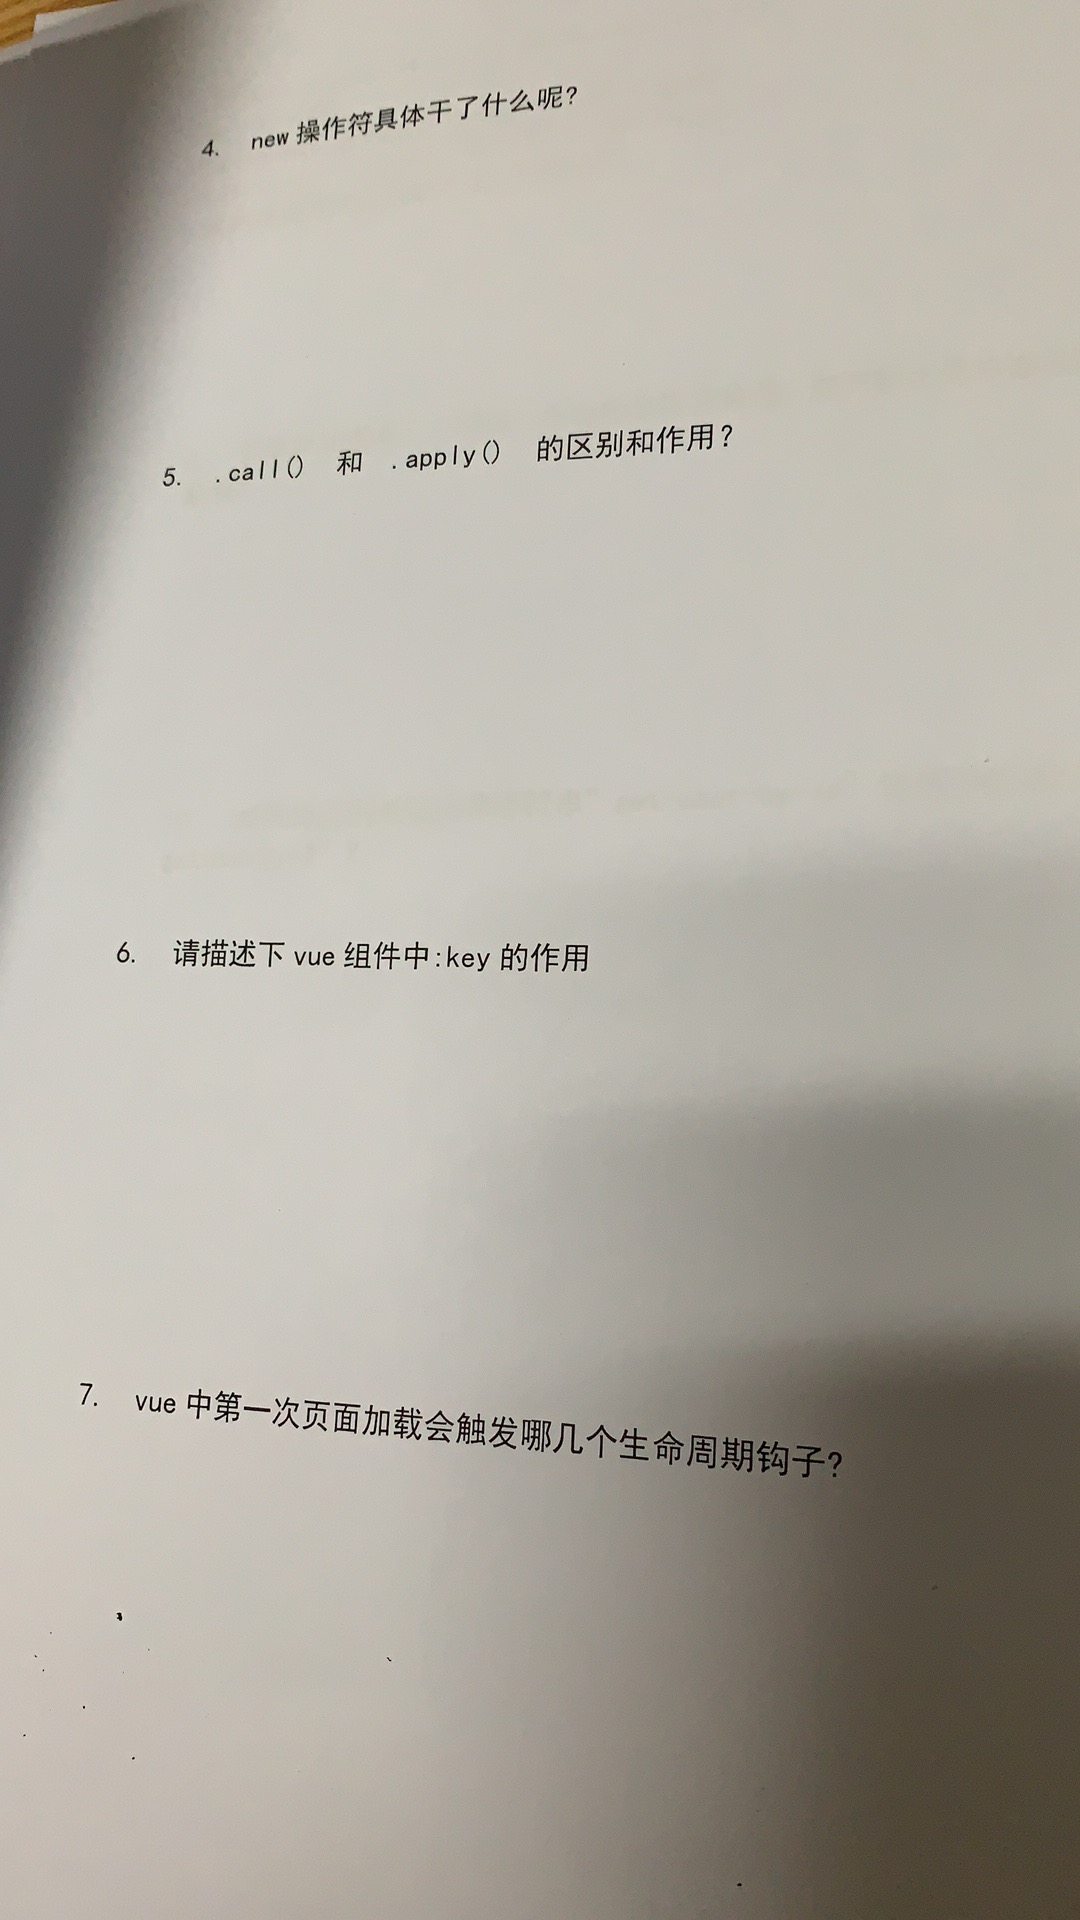 4. new 操作符具体干了什么呢?
5. .call() 和 .apply() 的区别和作用?
6. 请描述下 vue 组件中:key 的作用
7. vue 中第一次页面加载会触发哪几个生命周期钩子?